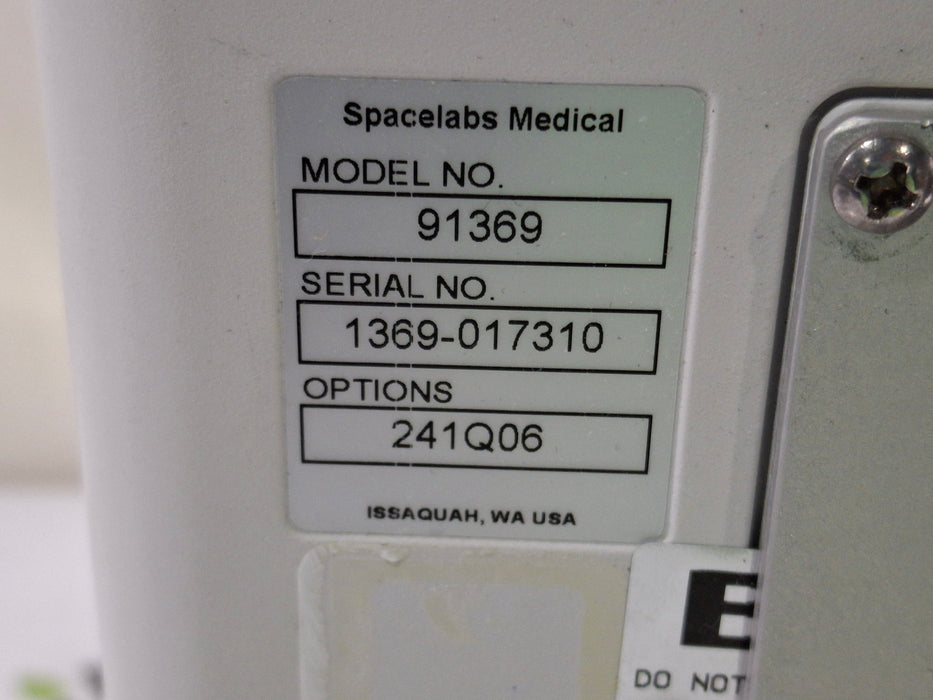 Spacelabs Medical
MODEL NO.
91369
SERIAL NO.
1369-017310
OPTIONS
241Q06
ISSAQUAH, WA USA
E
DO NOT